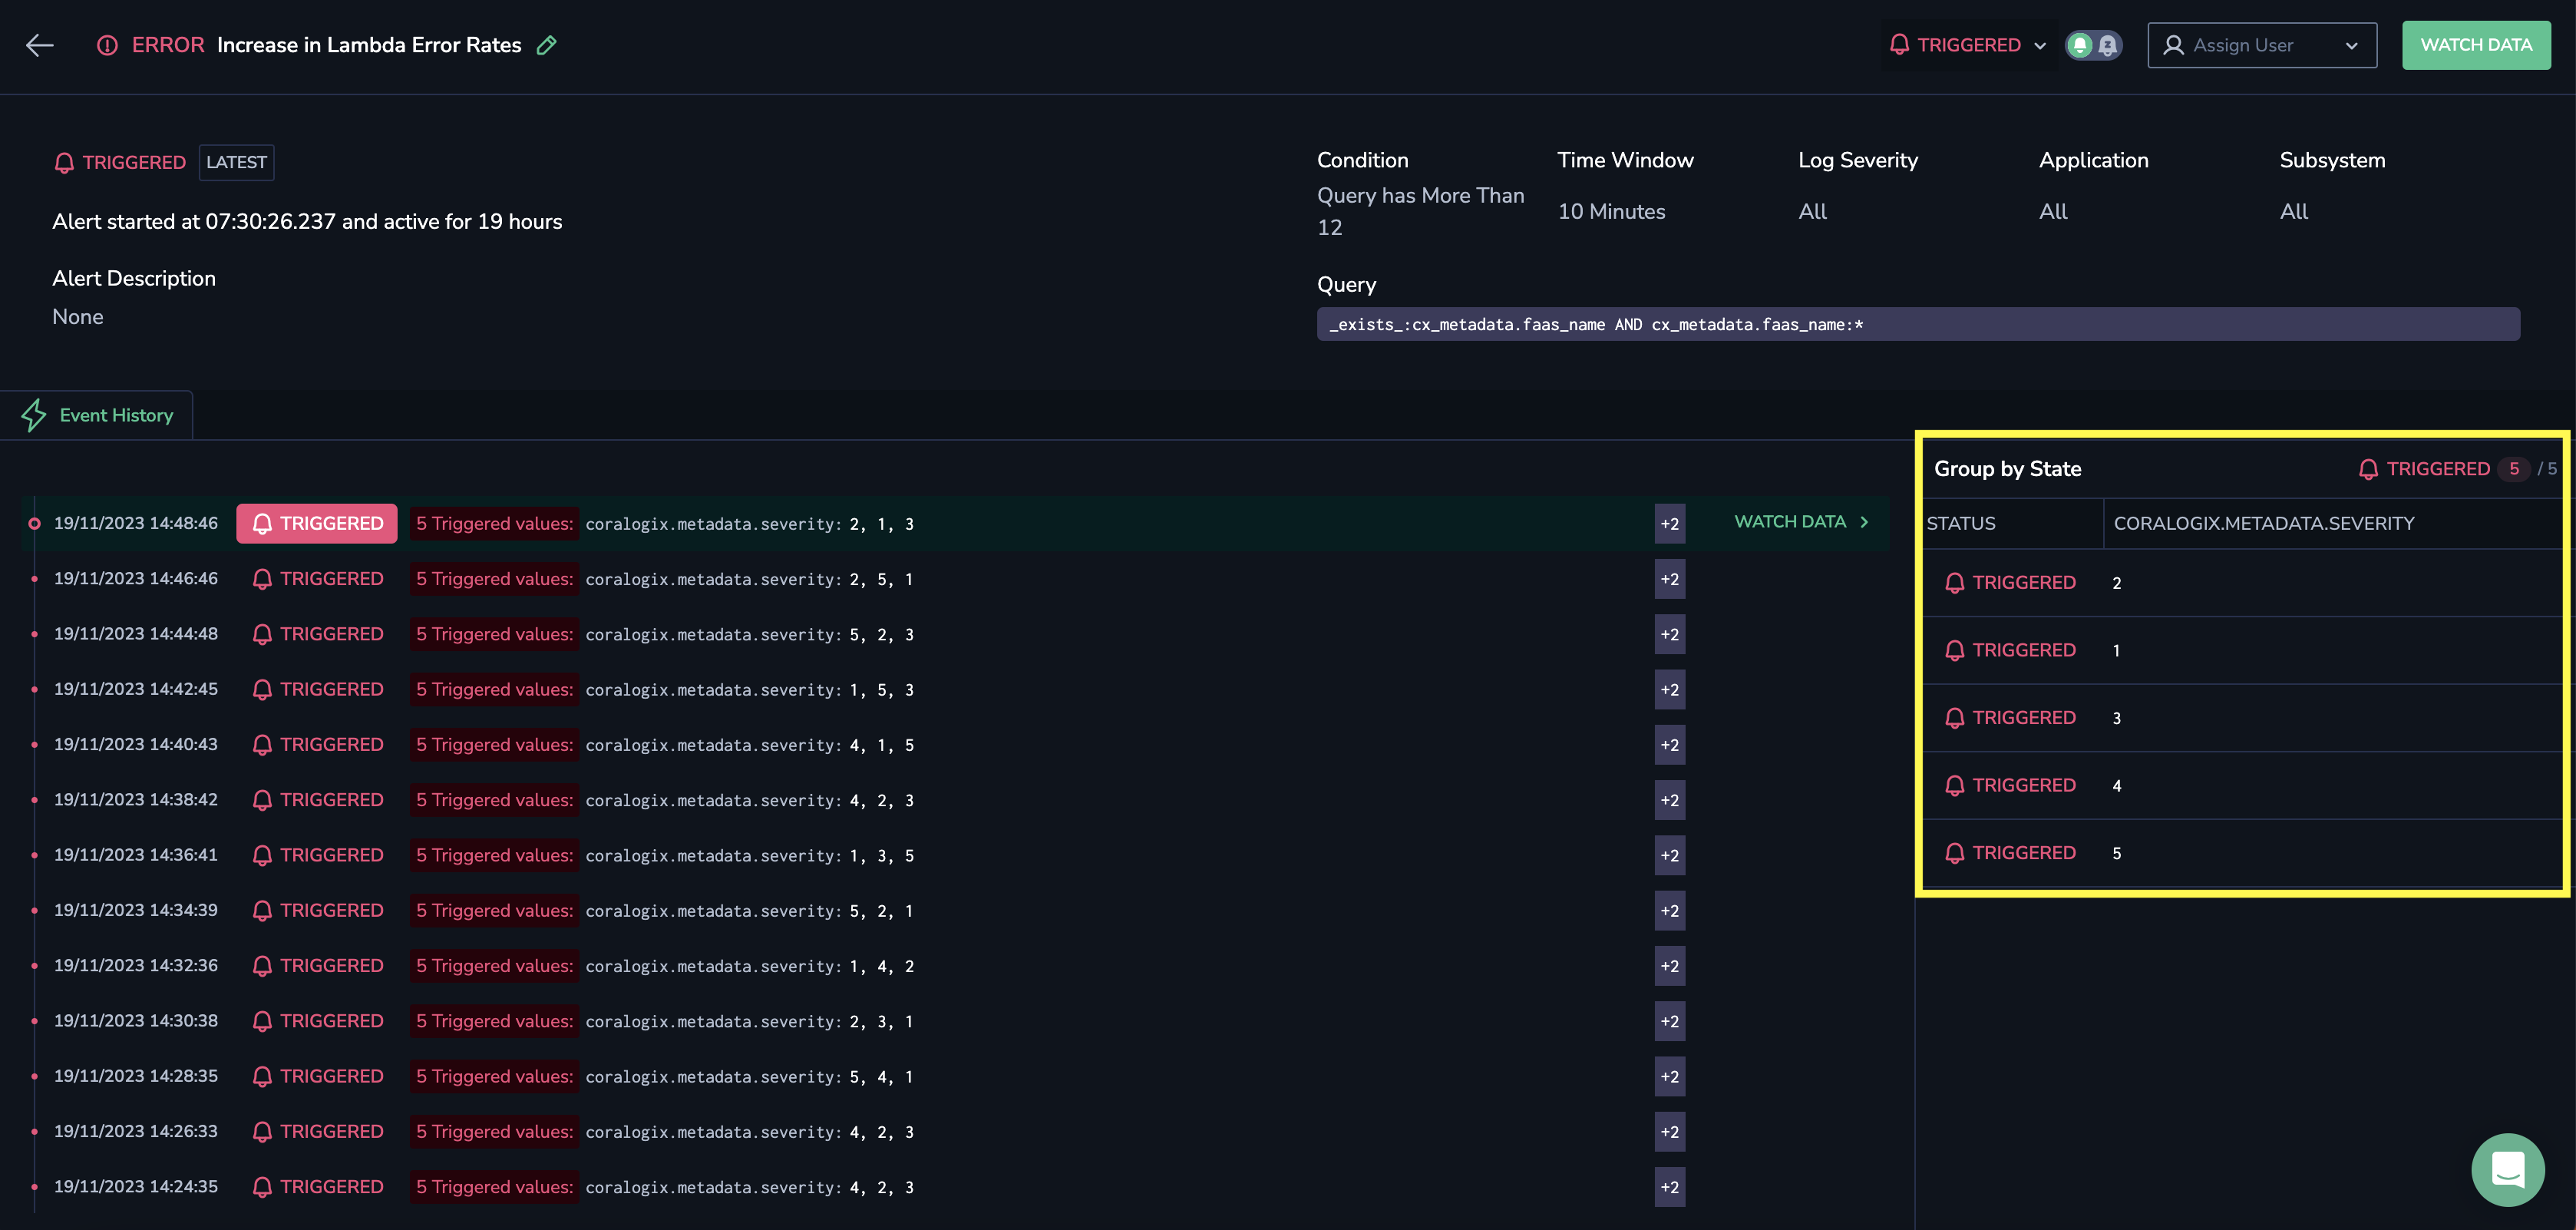 ERROR Increase in Lambda Error Rates
TRIGGERED
Assign User
WATCH DATA
TRIGGERED LATEST
Alert started at 07:30:26.237 and active for 19 hours
Alert Description
None
Condition Time Window Log Severity Application Subsystem
Query has More Than
12
10 Minutes All All All
Query
_exists_:cx_metadata.faas_name AND cx_metadata.faas_name:*
Event History
19/11/2023 14:48:46 TRIGGERED 5 Triggered values: coralogix.metadata.severity: 2, 1, 3 +2 WATCH DATA
19/11/2023 14:46:46 TRIGGERED 5 Triggered values: coralogix.metadata.severity: 2, 5, 1 +2
19/11/2023 14:44:48 TRIGGERED 5 Triggered values: coralogix.metadata.severity: 5, 2, 3 +2
19/11/2023 14:42:45 TRIGGERED 5 Triggered values: coralogix.metadata.severity: 1, 5, 3 +2
19/11/2023 14:40:43 TRIGGERED 5 Triggered values: coralogix.metadata.severity: 4, 1, 5 +2
19/11/2023 14:38:42 TRIGGERED 5 Triggered values: coralogix.metadata.severity: 4, 2, 3 +2
19/11/2023 14:36:41 TRIGGERED 5 Triggered values: coralogix.metadata.severity: 1, 3, 5 +2
19/11/2023 14:34:39 TRIGGERED 5 Triggered values: coralogix.metadata.severity: 5, 2, 1 +2
19/11/2023 14:32:36 TRIGGERED 5 Triggered values: coralogix.metadata.severity: 1, 4, 2 +2
19/11/2023 14:30:38 TRIGGERED 5 Triggered values: coralogix.metadata.severity: 2, 3, 1 +2
19/11/2023 14:28:35 TRIGGERED 5 Triggered values: coralogix.metadata.severity: 5, 4, 1 +2
19/11/2023 14:26:33 TRIGGERED 5 Triggered values: coralogix.metadata.severity: 4, 2, 3 +2
19/11/2023 14:24:35 TRIGGERED 5 Triggered values: coralogix.metadata.severity: 4, 2, 3 +2
Group by State TRIGGERED 5 / 5
STATUS CORALOGIX.METADATA.SEVERITY
TRIGGERED 2
TRIGGERED 1
TRIGGERED 3
TRIGGERED 4
TRIGGERED 5